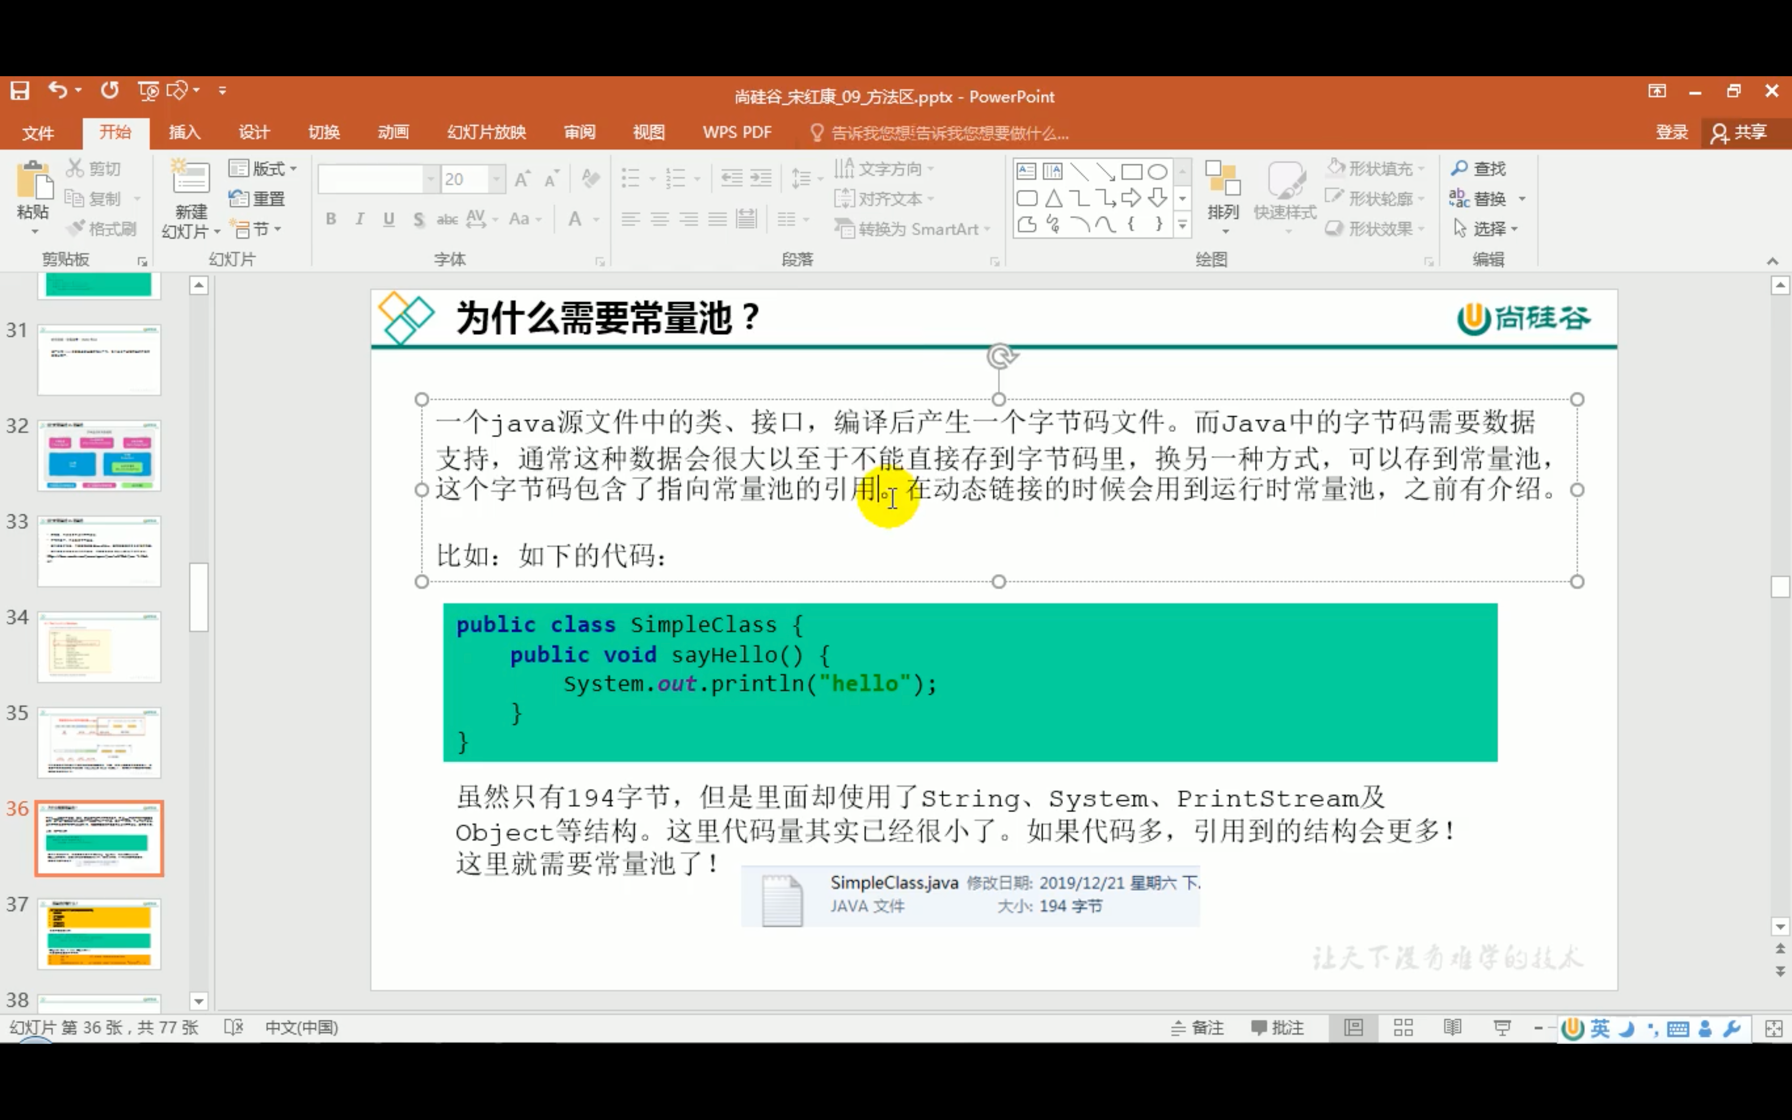 尚硅谷_宋红康_09_方法区.pptx - PowerPoint
文件 开始 插入 设计 切换 动画 幻灯片放映 审阅 视图 WPS PDF 告诉我您想告诉我您想要做什么... 登录 共享
粘贴 剪切 复制 格式刷 剪贴板
新建 幻灯片 版式 重置 节 幻灯片
20 B I U S abc AV Aa A 字体
文字方向 对齐文本 转换为 SmartArt 段落
排列 快速样式 形状填充 形状轮廓 形状效果 绘图
查找 替换 选择 编辑
31
32
33
34
35
36
37
38
为什么需要常量池？
尚硅谷
一个java源文件中的类、接口，编译后产生一个字节码文件。而Java中的字节码需要数据
支持，通常这种数据会很大以至于不能直接存到字节码里，换另一种方式，可以存到常量池，
这个字节码包含了指向常量池的引用。在动态链接的时候会用到运行时常量池，之前有介绍。
比如：如下的代码：
public class SimpleClass {
public void sayHello() {
System.out.println("hello");
}
}
虽然只有194字节，但是里面却使用了String、System、PrintStream及
Object等结构。这里代码量其实已经很小了。如果代码多，引用到的结构会更多！
这里就需要常量池了！
SimpleClass.java 修改日期: 2019/12/21 星期六 下.
JAVA 文件 大小: 194 字节
让天下没有难学的技术
幻灯片 第 36 张，共 77 张 中文(中国) 备注 批注 英